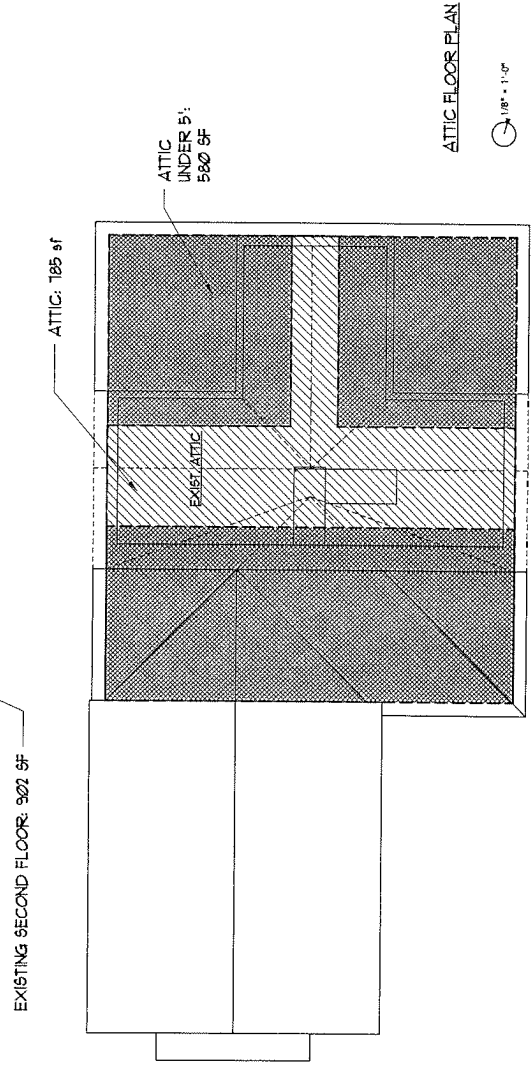 EXISTING SECOND FLOOR: 902 SF
ATTIC: 785 sf
ATTIC
UNDER 5':
580 SF
EXIST ATTIC
ATTIC FLOOR PLAN
1/8" = 1'-0"